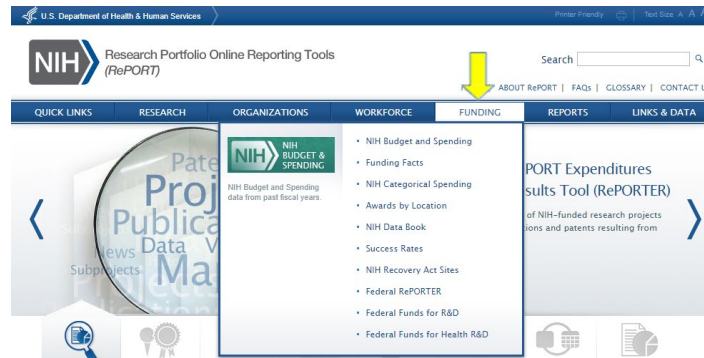 U.S. Department of Health & Human Services
Printer Friendly
Text Size A A A
NIH
Research Portfolio Online Reporting Tools
(RePORT)
Search
ABOUT RePORT | FAQs | GLOSSARY | CONTACT U
QUICK LINKS RESEARCH ORGANIZATIONS WORKFORCE FUNDING REPORTS LINKS & DATA
NIH
NIH
BUDGET &
SPENDING
NIH Budget and Spending
data from past fiscal years.
• NIH Budget and Spending
• Funding Facts
• NIH Categorical Spending
• Awards by Location
• NIH Data Book
• Success Rates
• NIH Recovery Act Sites
• Federal RePORTER
• Federal Funds for R&D
• Federal Funds for Health R&D
Pate
Proj
Publica
News Data V
Subprojects Ma
PORT Expenditures
sults Tool (RePORTER)
of NIH-funded research projects
ions and patents resulting from